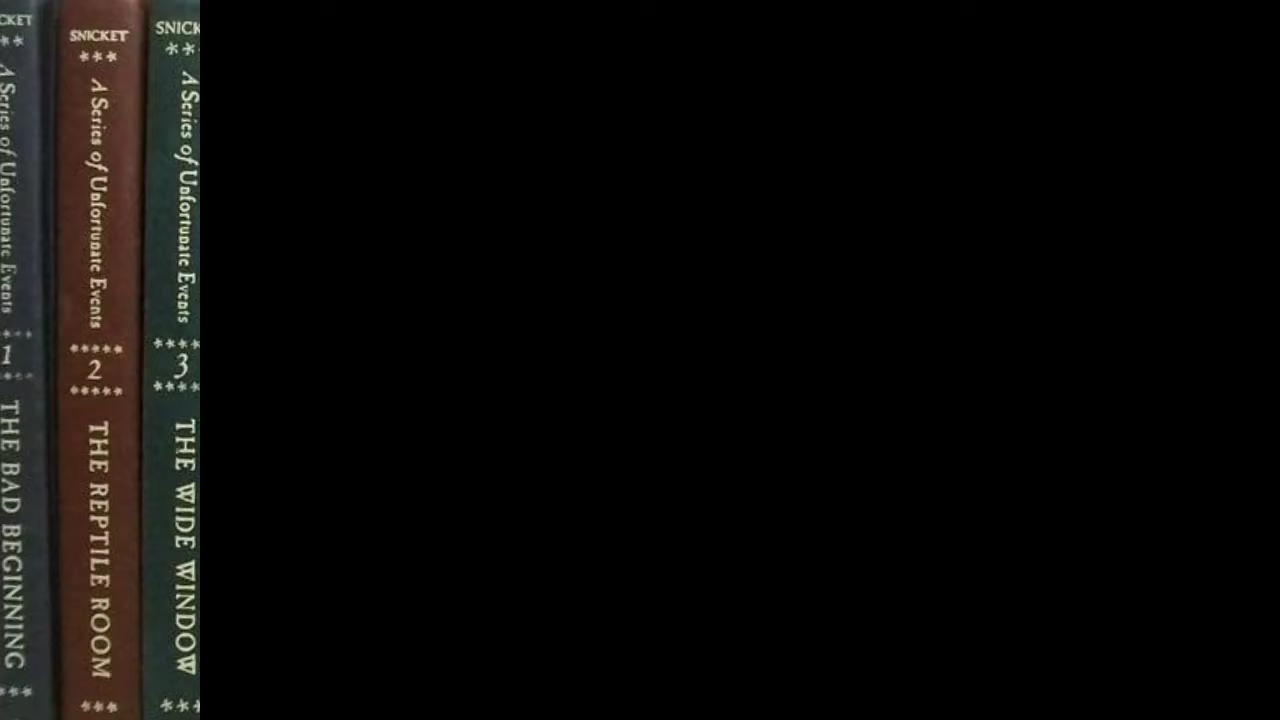 CKET
A Series of Unfortunate Events
1
THE BAD BEGINNING
SNICKET
A Series of Unfortunate Events
2
THE REPTILE ROOM
SNICK
A Series of Unfortunate Events
3
THE WIDE WINDOW